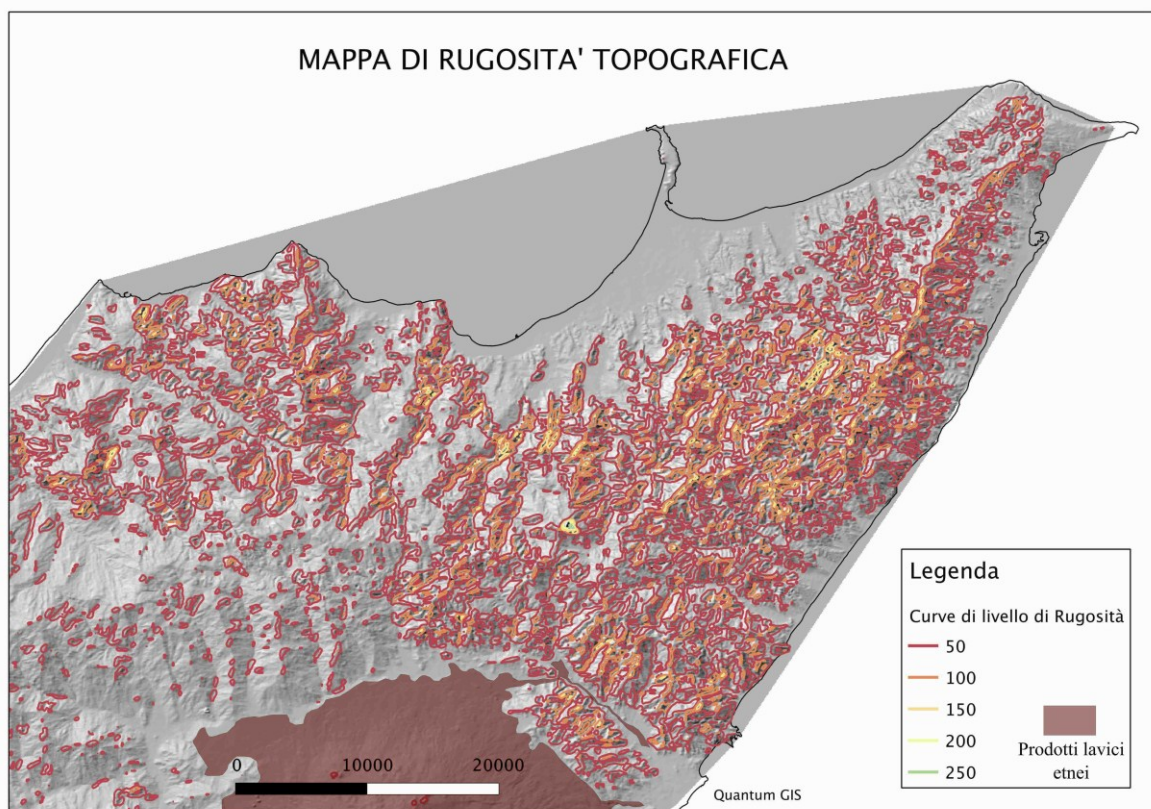 MAPPA DI RUGOSITA' TOPOGRAFICA
Legenda
Curve di livello di Rugosità
50
100
150
200
250
Prodotti lavici
etnei
0 10000 20000
Quantum GIS